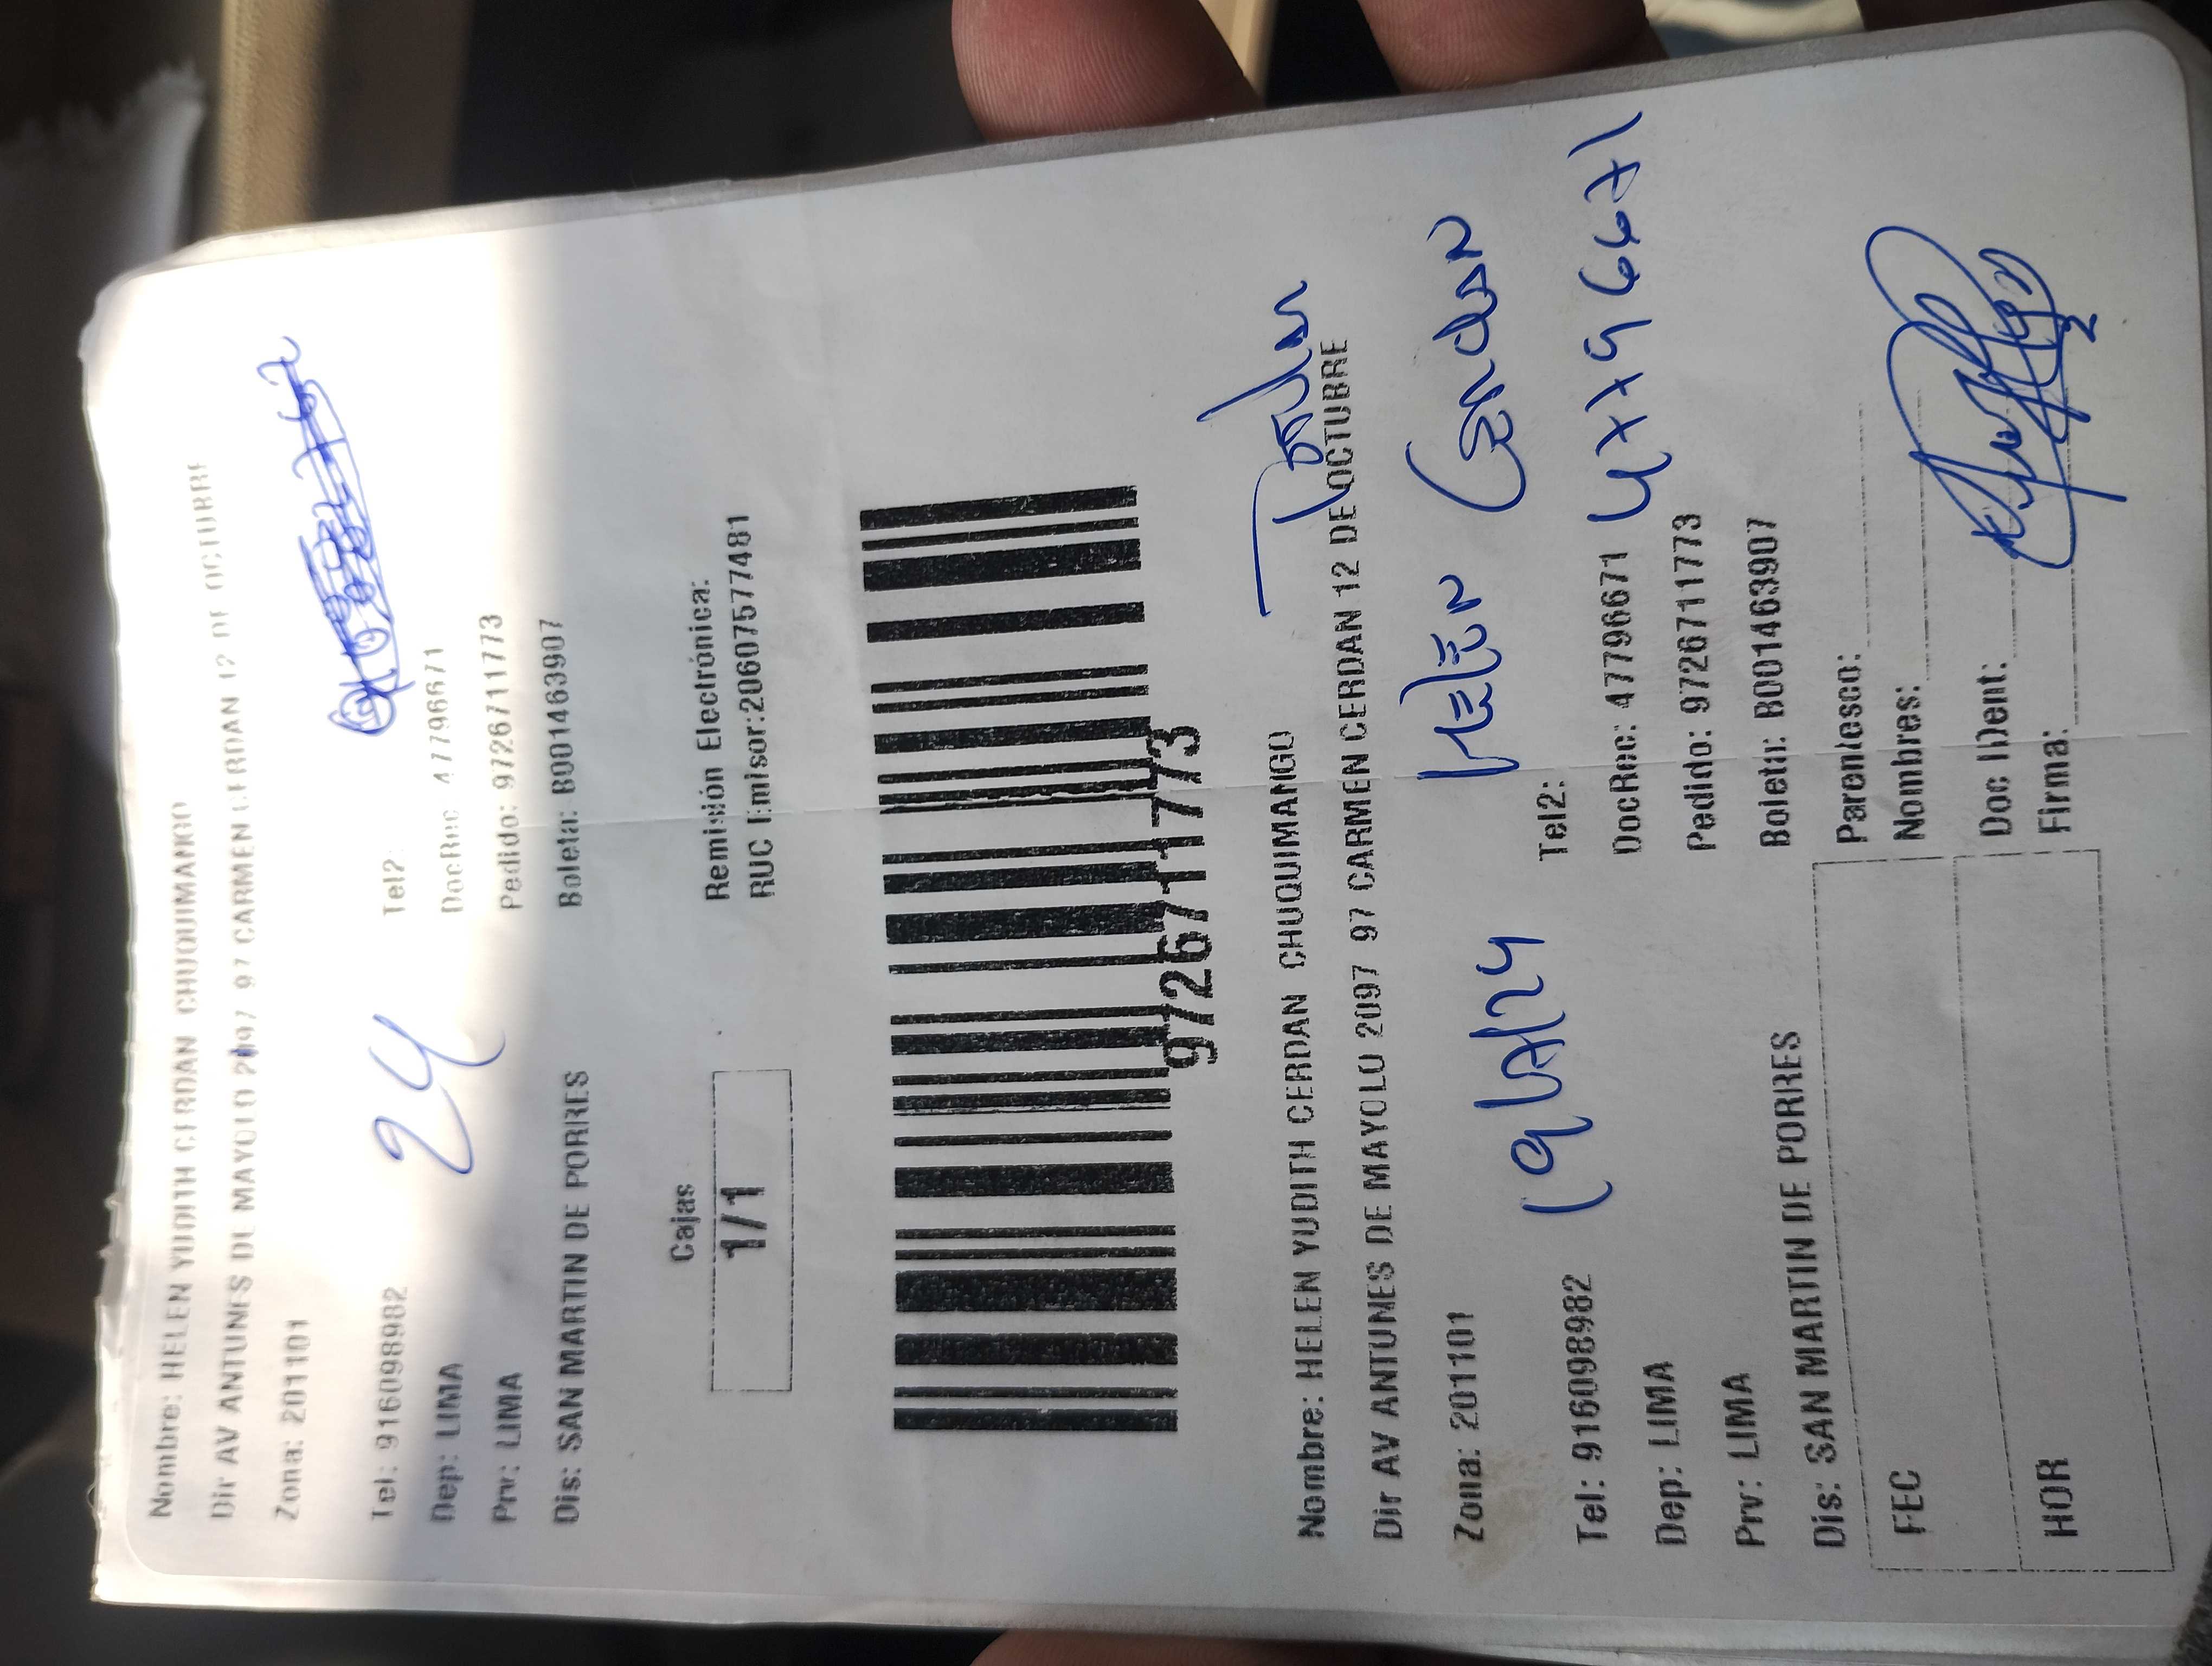 Nombre: HELEN YUDITH CERDAN CHUQUIMANGO
Dir AV ANTUNES DE MAYOLO 2097 97 CARMEN CERDAN 12 DE OCTUBRE
Zona: 201101
Tel: 916098982 Tel2:
24
Dep: LIMA DocRec 47796671
Prv: LIMA Pedido: 9726711773
Dis: SAN MARTIN DE PORRES Boleta: B001463907
Cajas Remisión Electrónica:
1/1 RUC Emisor:20607577481
9726711773
Nombre: HELEN YUDITH CERDAN CHUQUIMANGO
Dir AV ANTUNES DE MAYOLO 2097 97 CARMEN CERDAN 12 DE OCTUBRE
Zona: 201101
HELEN CERDAN
Tel: 916098982 Tel2:
Dep: LIMA DocRec: 47796671 47796671
Prv: LIMA Pedido: 9726711773
Dis: SAN MARTIN DE PORRES Boleta: B001463907
FEC Parentesco:
Nombres:
HOR Doc Ident:
Firma: